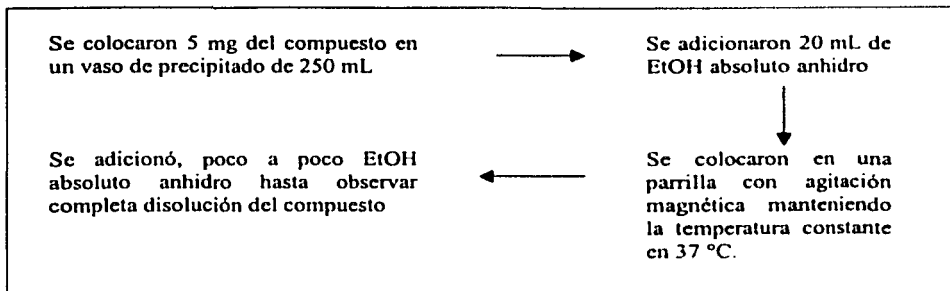 Se colocaron 5 mg del compuesto en
un vaso de precipitado de 250 mL
Se adicionaron 20 mL de
EtOH absoluto anhidro
Se colocaron en una
parrilla con agitación
magnética manteniendo
la temperatura constante
en 37 °C.
Se adicionó, poco a poco EtOH
absoluto anhidro hasta observar
completa disolución del compuesto